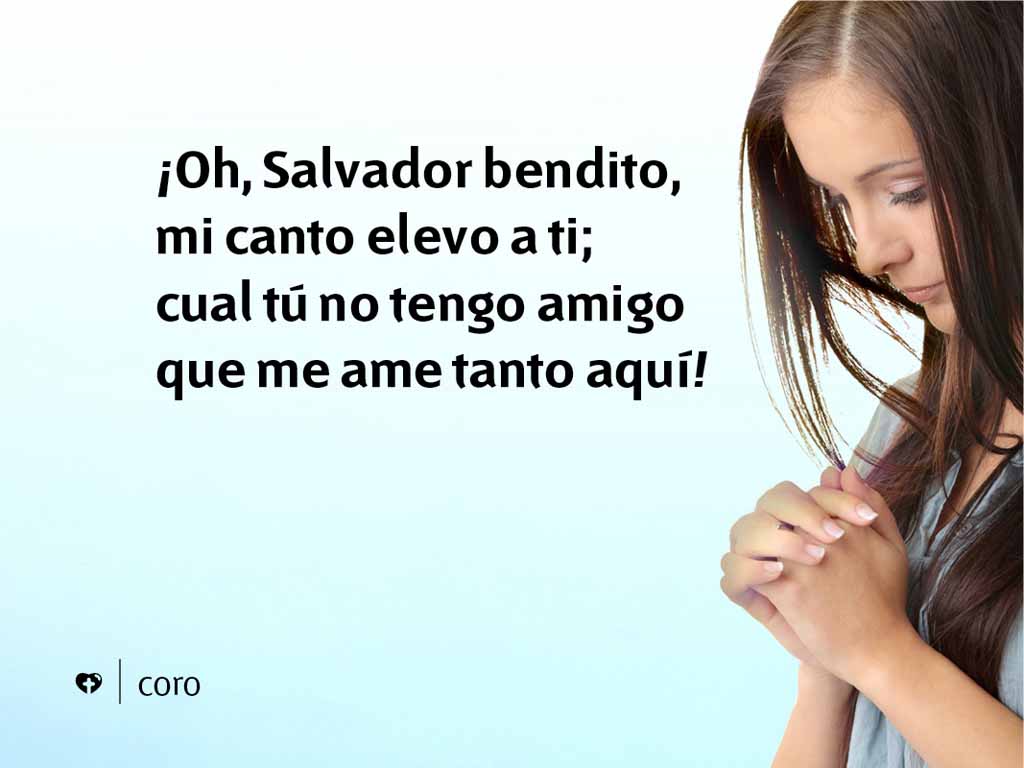 ¡Oh, Salvador bendito,
mi canto elevo a ti;
cual tú no tengo amigo
que me ame tanto aquí!
coro